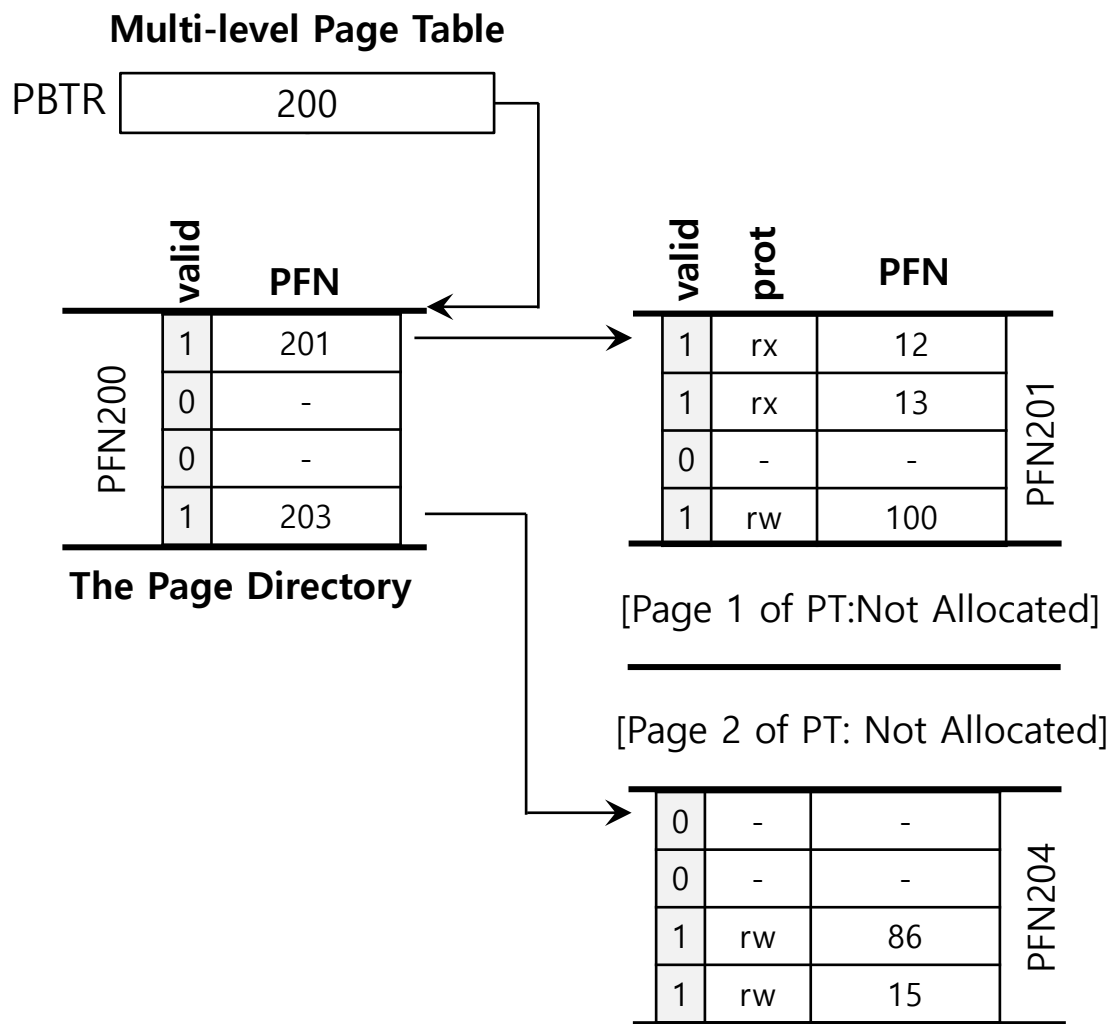 Multi-level Page Table
PBTR 200
valid PFN
PFN200
1 201
0 -
0 -
1 203
The Page Directory
valid prot PFN
1 rx 12
1 rx 13
0 - -
1 rw 100
PFN201
[Page 1 of PT:Not Allocated]
[Page 2 of PT: Not Allocated]
0 - -
0 - -
1 rw 86
1 rw 15
PFN204